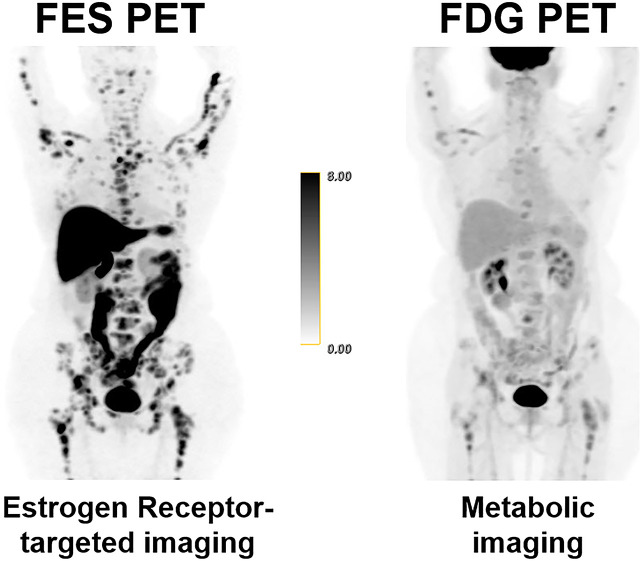 FES PET
FDG PET
8.00
0.00
Estrogen Receptor-
targeted imaging
Metabolic
imaging